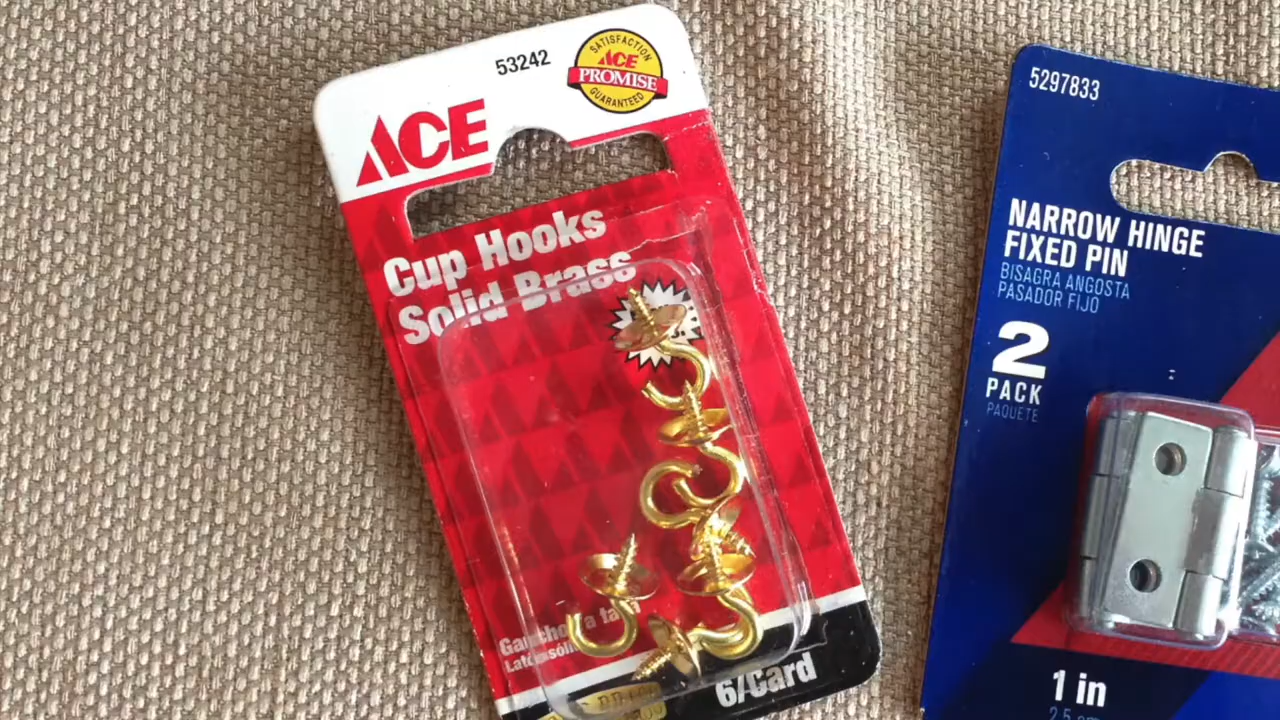 53242
SATISFACTION
ACE
PROMISE
GUARANTEED
ACE
Cup Hooks
Solid Brass
6/Card
5297833
NARROW HINGE
FIXED PIN
BISAGRA ANGOSTA
PASADOR FIJO
2
PACK
PAQUETE
1 in